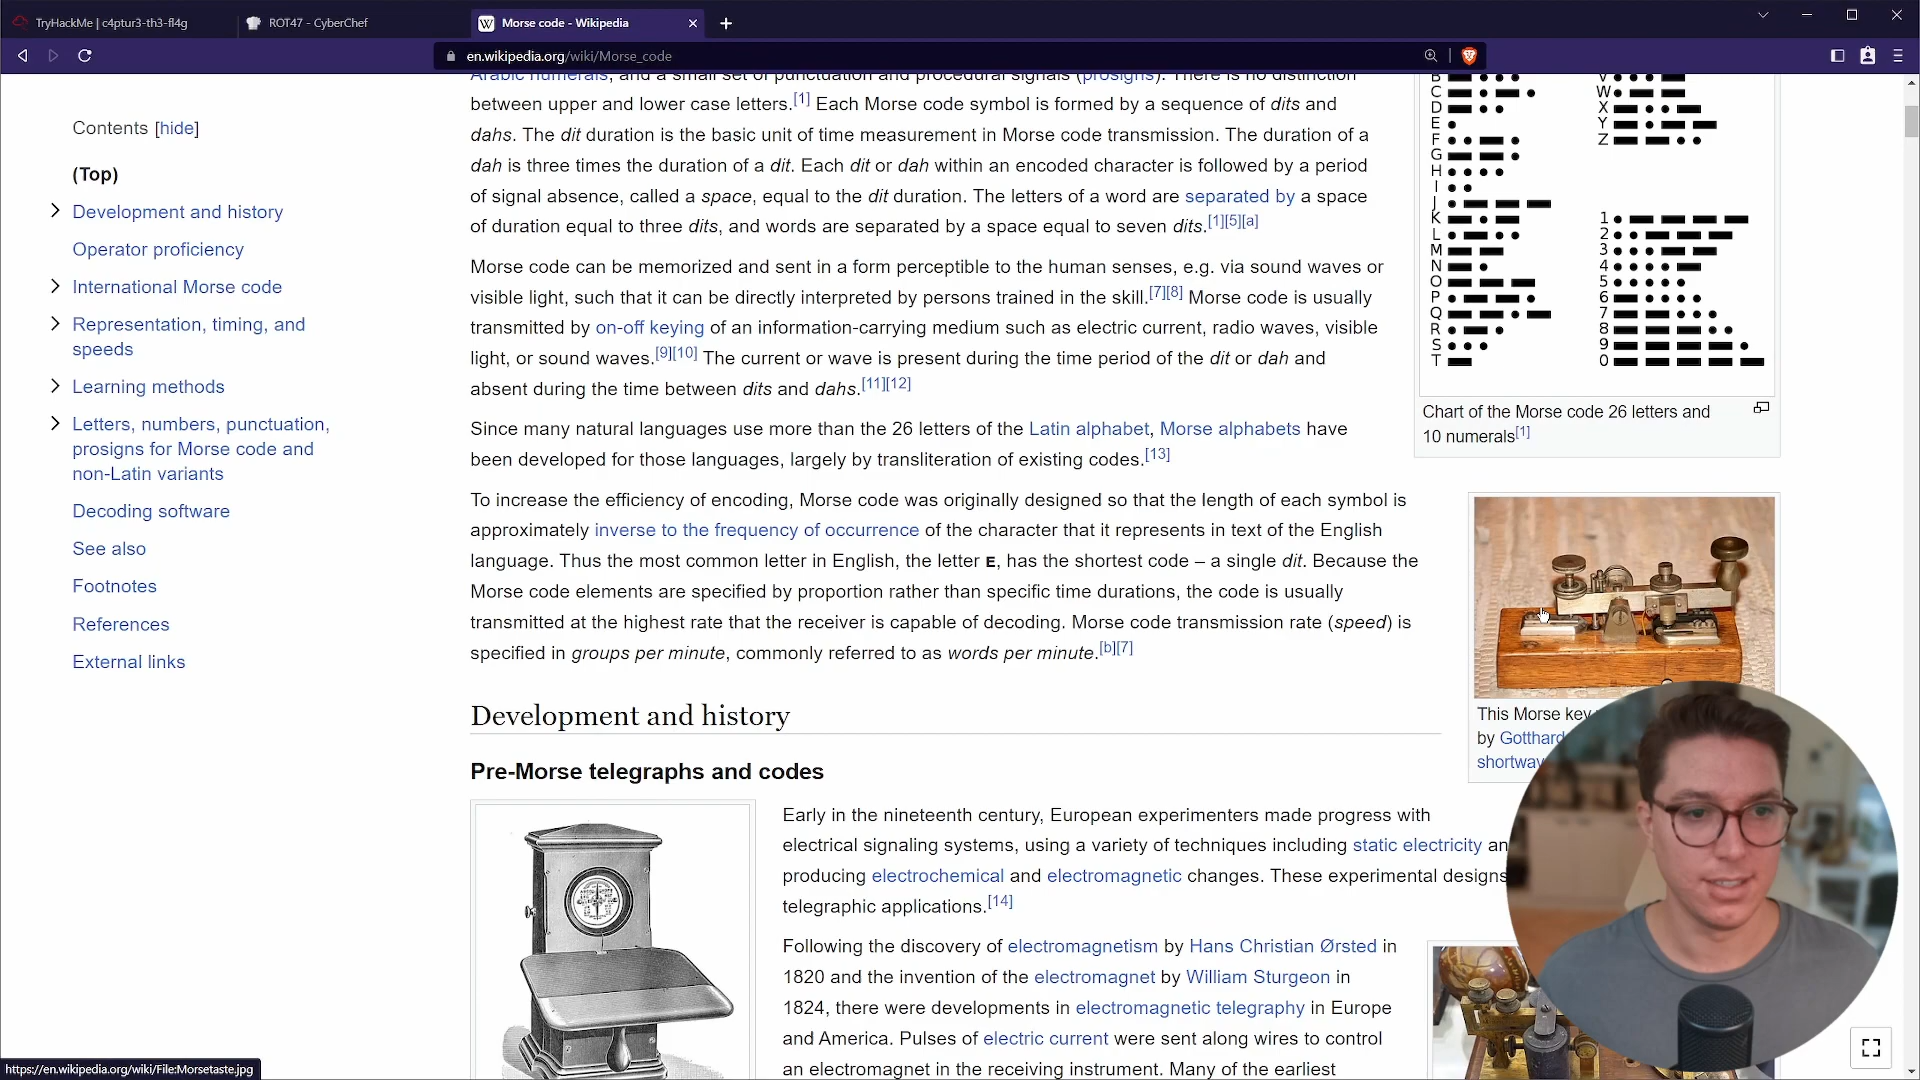 TryHackMe | c4ptur3-th3-fl4g
ROT47 - CyberChef
Morse code - Wikipedia
en.wikipedia.org/wiki/Morse_code
Contents [hide]
(Top)
Development and history
Operator proficiency
International Morse code
Representation, timing, and
speeds
Learning methods
Letters, numbers, punctuation,
prosigns for Morse code and
non-Latin variants
Decoding software
See also
Footnotes
References
External links
Arabic numerals, and a small set of punctuation and procedural signals (prosigns). There is no distinction
between upper and lower case letters.[1] Each Morse code symbol is formed by a sequence of dits and
dahs. The dit duration is the basic unit of time measurement in Morse code transmission. The duration of a
dah is three times the duration of a dit. Each dit or dah within an encoded character is followed by a period
of signal absence, called a space, equal to the dit duration. The letters of a word are separated by a space
of duration equal to three dits, and words are separated by a space equal to seven dits.[1][5][a]
Morse code can be memorized and sent in a form perceptible to the human senses, e.g. via sound waves or
visible light, such that it can be directly interpreted by persons trained in the skill.[7][8] Morse code is usually
transmitted by on-off keying of an information-carrying medium such as electric current, radio waves, visible
light, or sound waves.[9][10] The current or wave is present during the time period of the dit or dah and
absent during the time between dits and dahs.[11][12]
Since many natural languages use more than the 26 letters of the Latin alphabet, Morse alphabets have
been developed for those languages, largely by transliteration of existing codes.[13]
To increase the efficiency of encoding, Morse code was originally designed so that the length of each symbol is
approximately inverse to the frequency of occurrence of the character that it represents in text of the English
language. Thus the most common letter in English, the letter E, has the shortest code – a single dit. Because the
Morse code elements are specified by proportion rather than specific time durations, the code is usually
transmitted at the highest rate that the receiver is capable of decoding. Morse code transmission rate (speed) is
specified in groups per minute, commonly referred to as words per minute.[b][7]
Development and history
Pre-Morse telegraphs and codes
Early in the nineteenth century, European experimenters made progress with
electrical signaling systems, using a variety of techniques including static electricity an
producing electrochemical and electromagnetic changes. These experimental designs
telegraphic applications.[14]
Following the discovery of electromagnetism by Hans Christian Ørsted in
1820 and the invention of the electromagnet by William Sturgeon in
1824, there were developments in electromagnetic telegraphy in Europe
and America. Pulses of electric current were sent along wires to control
an electromagnet in the receiving instrument. Many of the earliest
B
C
D
E
F
G
H
I
J
K
L
M
N
O
P
Q
R
S
T
V
W
X
Y
Z
1
2
3
4
5
6
7
8
9
0
Chart of the Morse code 26 letters and
10 numerals[1]
This Morse key
by Gotthard
shortwav
https://en.wikipedia.org/wiki/File:Morsetaste.jpg